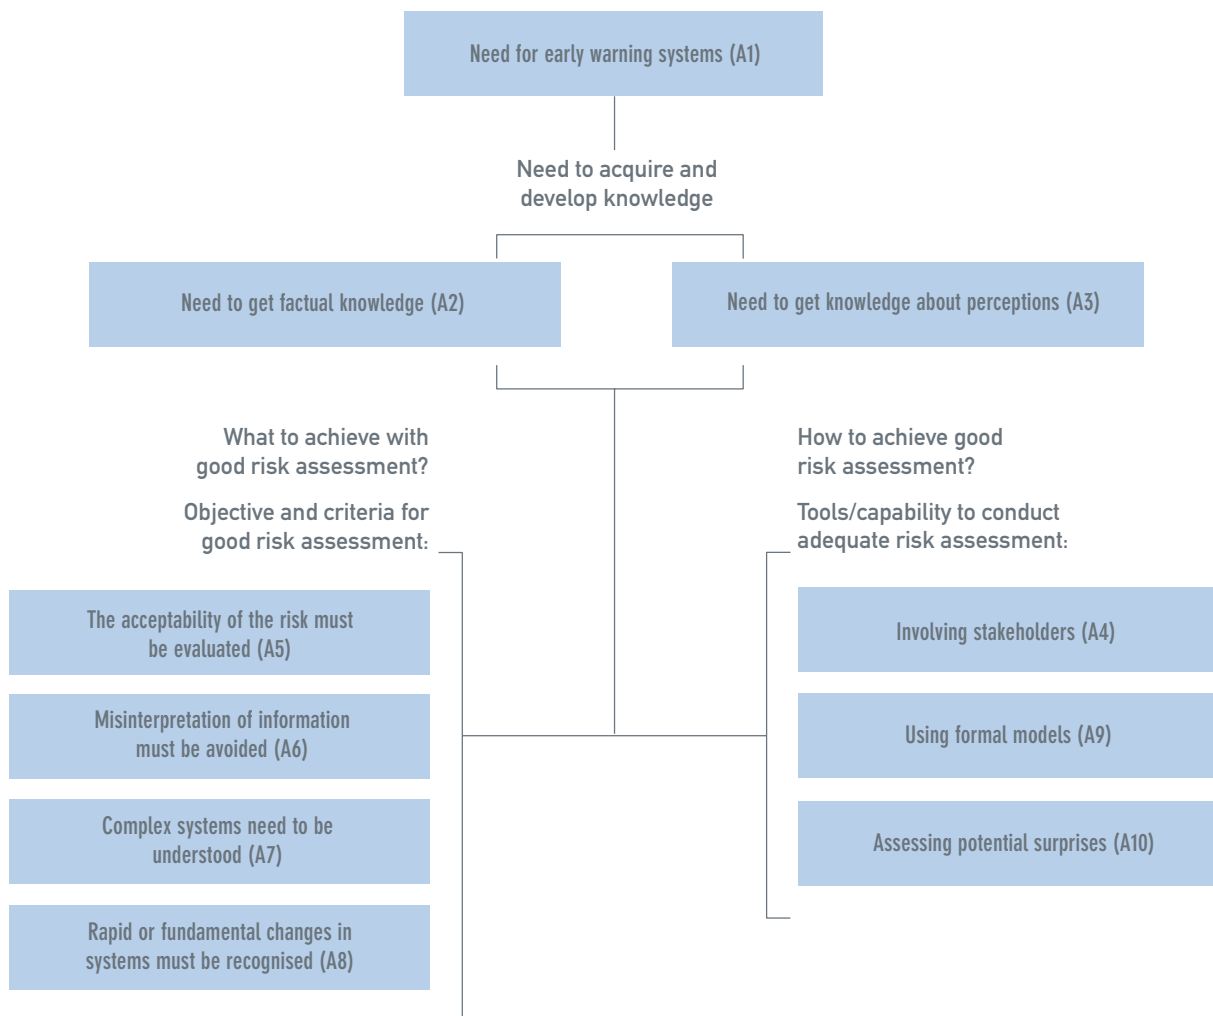 Need for early warning systems (A1)
Need to acquire and
develop knowledge
Need to get factual knowledge (A2)
Need to get knowledge about perceptions (A3)
What to achieve with
good risk assessment?
Objective and criteria for
good risk assessment:
The acceptability of the risk must
be evaluated (A5)
Misinterpretation of information
must be avoided (A6)
Complex systems need to be
understood (A7)
Rapid or fundamental changes in
systems must be recognised (A8)
How to achieve good
risk assessment?
Tools/capability to conduct
adequate risk assessment:
Involving stakeholders (A4)
Using formal models (A9)
Assessing potential surprises (A10)